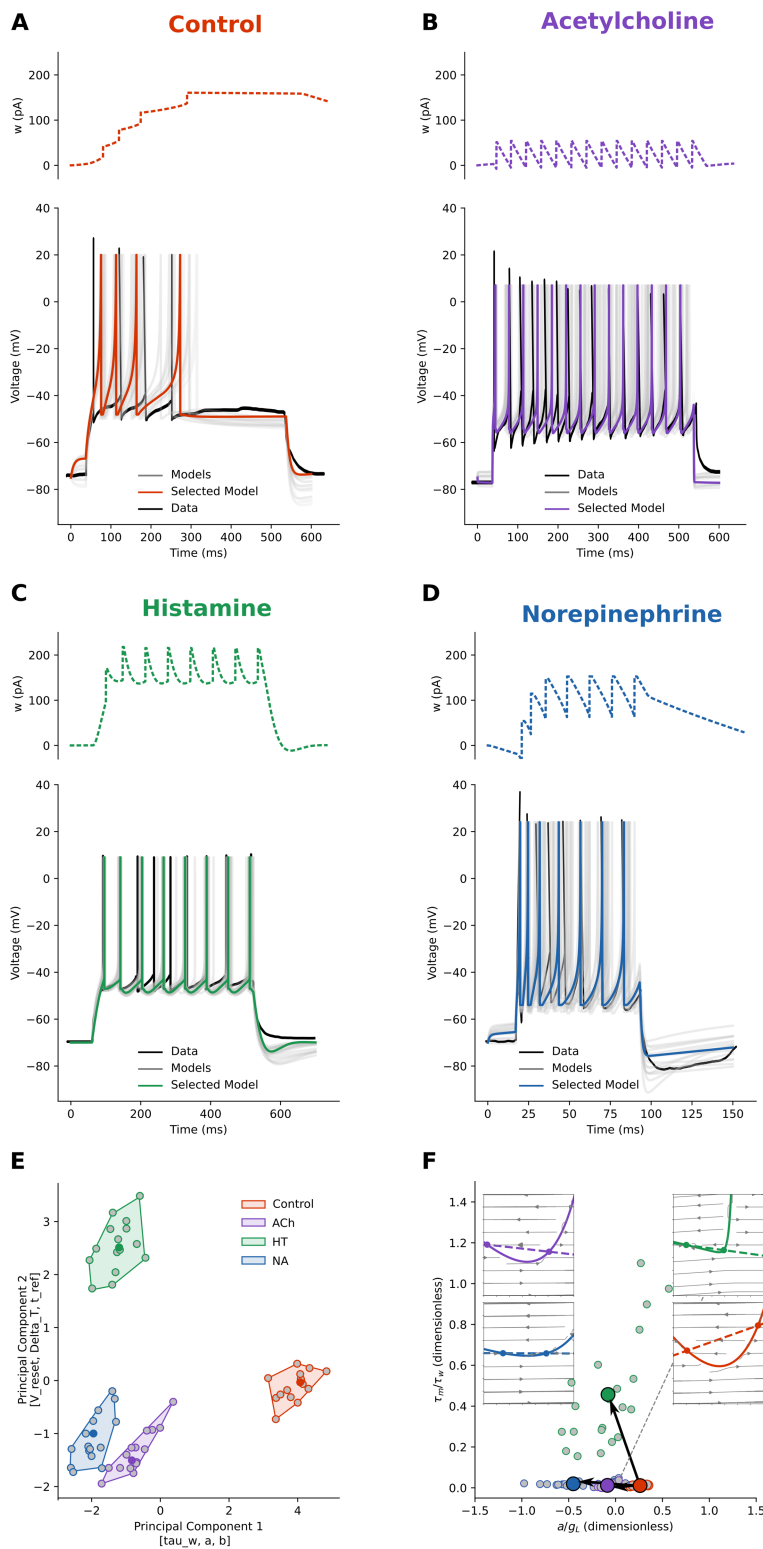 A
Control
200
100
0
w (pA)
40
20
0
−20
−40
−60
−80
Voltage (mV)
Models
Selected Model
Data
0
100
200
300
400
500
600
Time (ms)
B
Acetylcholine
200
100
0
w (pA)
40
20
0
−20
−40
−60
−80
Voltage (mV)
Data
Models
Selected Model
0
100
200
300
400
500
600
Time (ms)
C
Histamine
200
100
0
w (pA)
40
20
0
−20
−40
−60
−80
Voltage (mV)
Data
Models
Selected Model
0
200
400
600
Time (ms)
D
Norepinephrine
200
100
0
w (pA)
40
20
0
−20
−40
−60
−80
Voltage (mV)
Data
Models
Selected Model
0
25
50
75
100
125
150
Time (ms)
E
3
2
1
0
−1
−2
Principal Component 2
[V_reset, Delta_T, t_ref]
Control
ACh
HT
NA
−2
0
2
4
Principal Component 1
[tau_w, a, b]
F
1.4
1.2
1.0
0.8
0.6
0.4
0.2
0.0
τm/τw (dimensionless)
−1.5
−1.0
−0.5
0.0
0.5
1.0
1.5
a/gL (dimensionless)